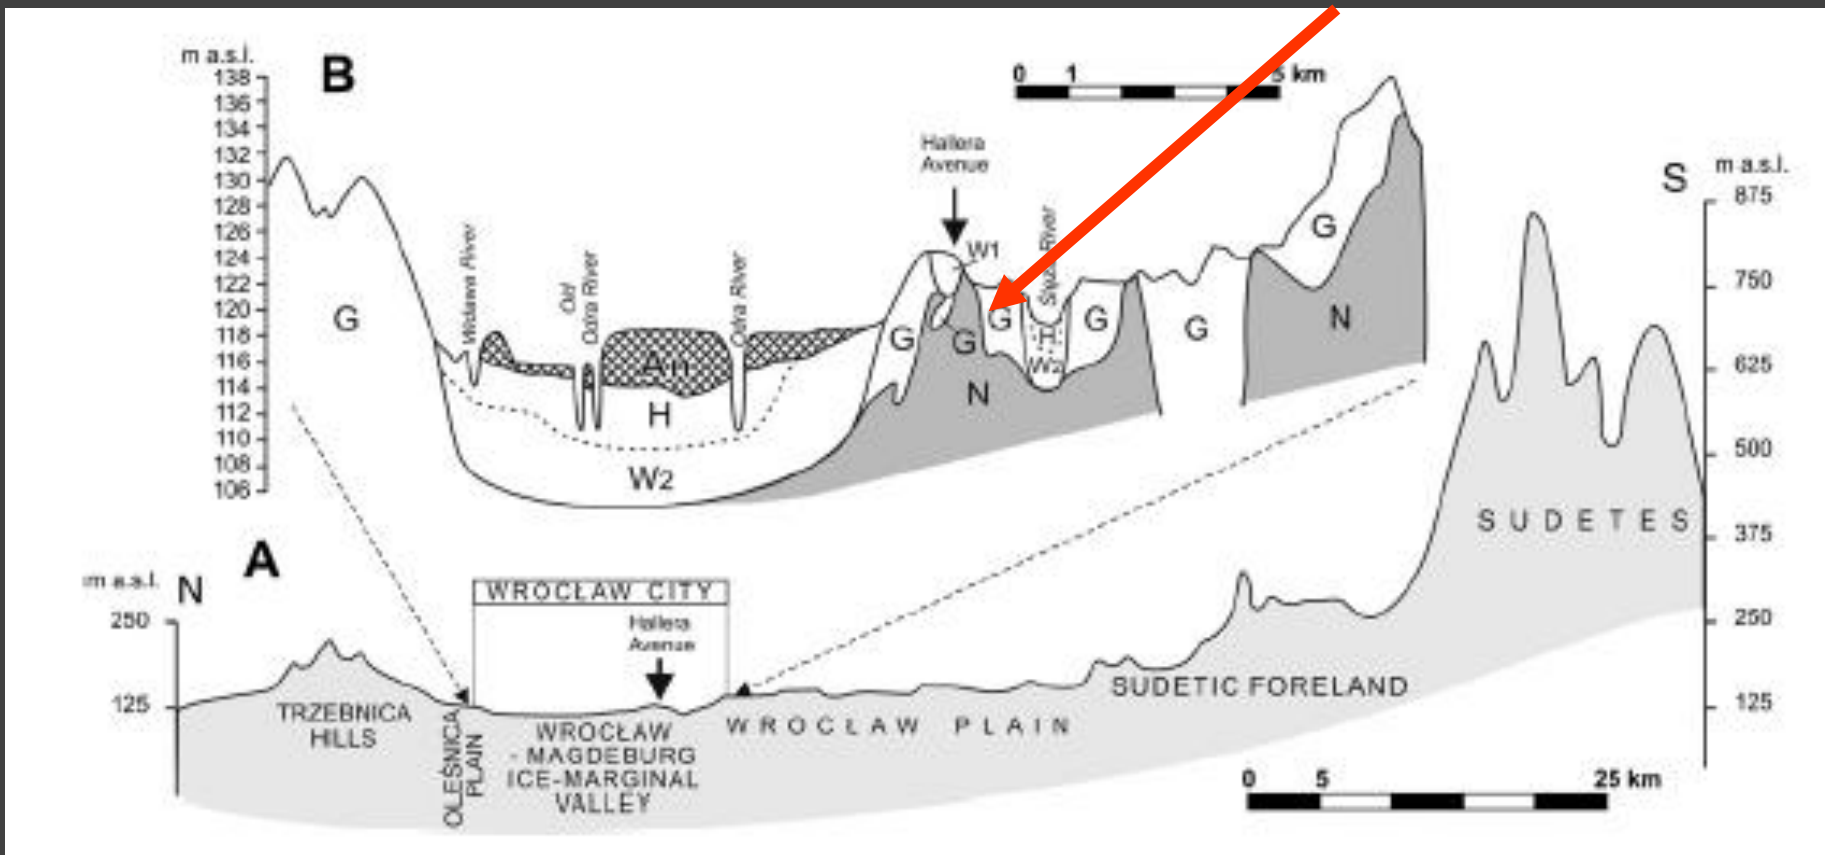 m a.s.l.
B
138
136
134
132
130
128
126
124
122
120
118
116
114
112
110
108
106
0 1 5 km
Hallera
Avenue
W1
Widawa River
Old
Odra River
Odra River
River
G
An
H
W2
G
G
G
H
W2
G
G
G
N
N
S
m a.s.l.
875
750
625
500
375
250
125
SUDETES
A
m a.s.l.
N
250
125
WROCŁAW CITY
Hallera
Avenue
TRZEBNICA
HILLS
OLEŚNICA
PLAIN
WROCŁAW
- MAGDEBURG
ICE-MARGINAL
VALLEY
WROCŁAW PLAIN
SUDETIC FORELAND
0 5 25 km